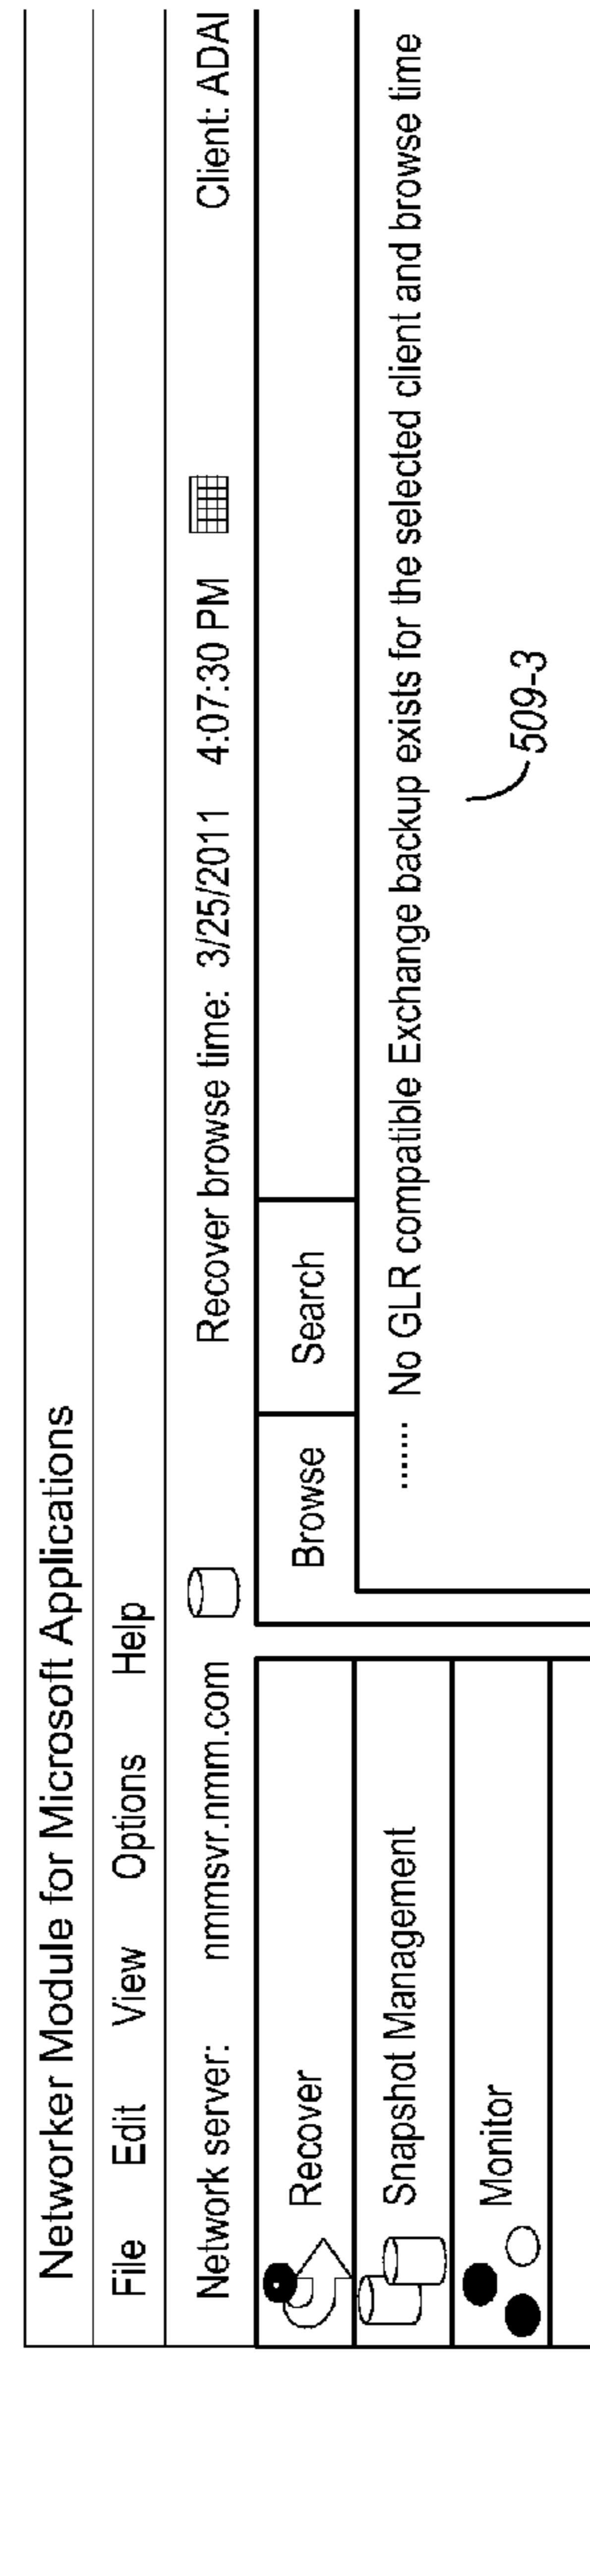 Networker Module for Microsoft Applications
File Edit View Options Help
Network server: nmmsvr.nmm.com Recover browse time: 3/25/2011 4:07:30 PM Client: ADAI
Recover
Snapshot Management
Monitor
Browse Search
....... No GLR compatible Exchange backup exists for the selected client and browse time
509-3